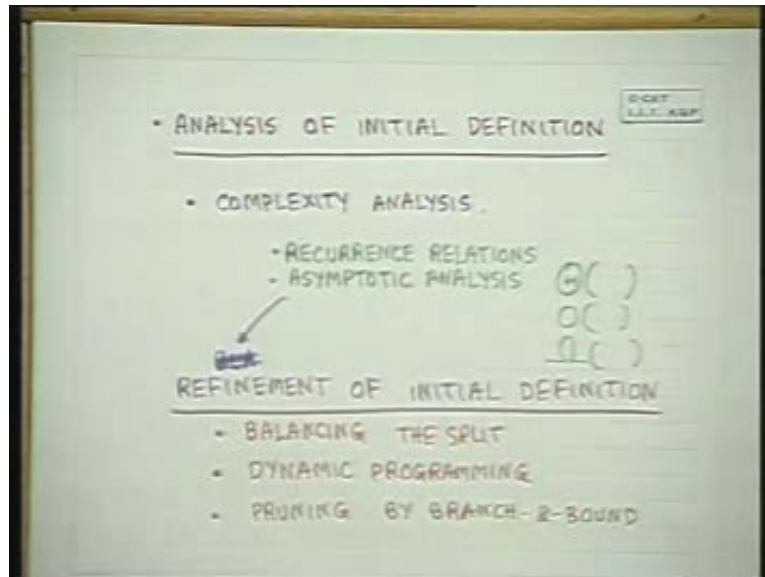 • ANALYSIS OF INITIAL DEFINITION
I.I.T. KGP
• COMPLEXITY ANALYSIS.
• RECURRENCE RELATIONS
- ASYMPTOTIC ANALYSIS Θ( )
O( )
Ω( )
REFINEMENT OF INITIAL DEFINITION
- BALANCING THE SPLIT
• DYNAMIC PROGRAMMING
• PRUNING BY BRANCH-&-BOUND